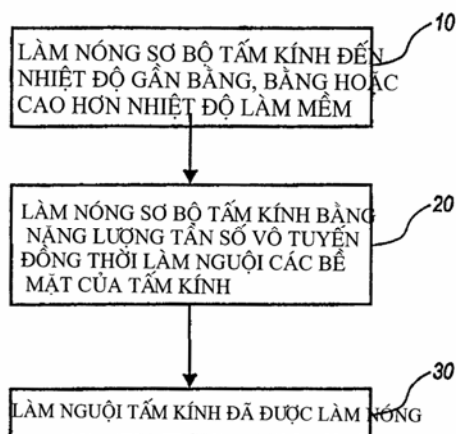 10
LÀM NÓNG SƠ BỘ TẤM KÍNH ĐẾN
NHIỆT ĐỘ GẦN BẰNG, BẰNG HOẶC
CAO HƠN NHIỆT ĐỘ LÀM MỀM
20
LÀM NÓNG SƠ BỘ TẤM KÍNH BẰNG
NĂNG LƯỢNG TẦN SỐ VÔ TUYẾN
ĐỒNG THỜI LÀM NGUỘI CÁC BỀ
MẶT CỦA TẤM KÍNH
30
LÀM NGUỘI TẤM KÍNH ĐÃ ĐƯỢC LÀM NÓNG